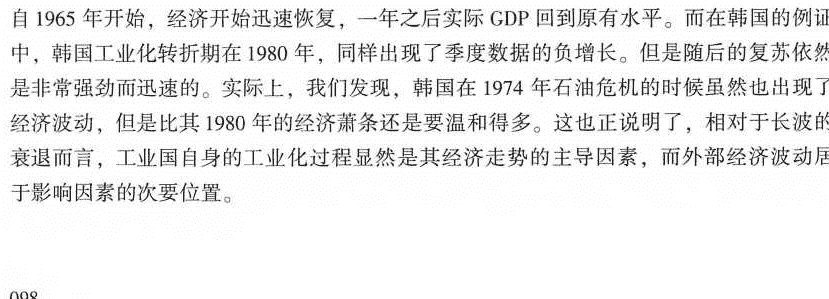 自 1965 年开始，经济开始迅速恢复，一年之后实际 GDP 回到原有水平。而在韩国的例证
中，韩国工业化转折期在 1980 年，同样出现了季度数据的负增长。但是随后的复苏依然
是非常强劲而迅速的。实际上，我们发现，韩国在 1974 年石油危机的时候虽然也出现了
经济波动，但是比其 1980 年的经济萧条还是要温和得多。这也正说明了，相对于长波的
衰退而言，工业国自身的工业化过程显然是其经济走势的主导因素，而外部经济波动居
于影响因素的次要位置。
098